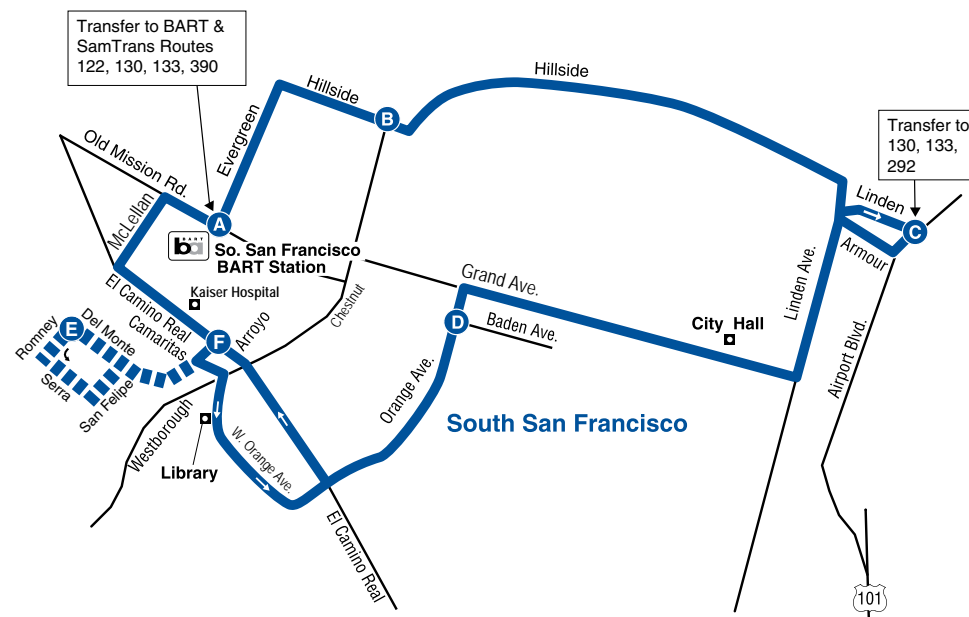 Transfer to BART &
SamTrans Routes
122, 130, 133, 390
Hillside
Hillside
B
Evergreen
Transfer to
130, 133,
292
Old Mission Rd.
Linden
McLellan
A
C
BART
ba
So. San Francisco
BART Station
Armour
Grand Ave.
Linden Ave.
Kaiser Hospital
El Camino Real
Chestnut
Camaritas
Arroyo
D
Baden Ave.
City Hall
Airport Blvd.
E
Romney
Del Monte
F
Serra
San Felipe
Orange Ave.
South San Francisco
Westborough
W. Orange Ave.
Library
El Camino Real
101